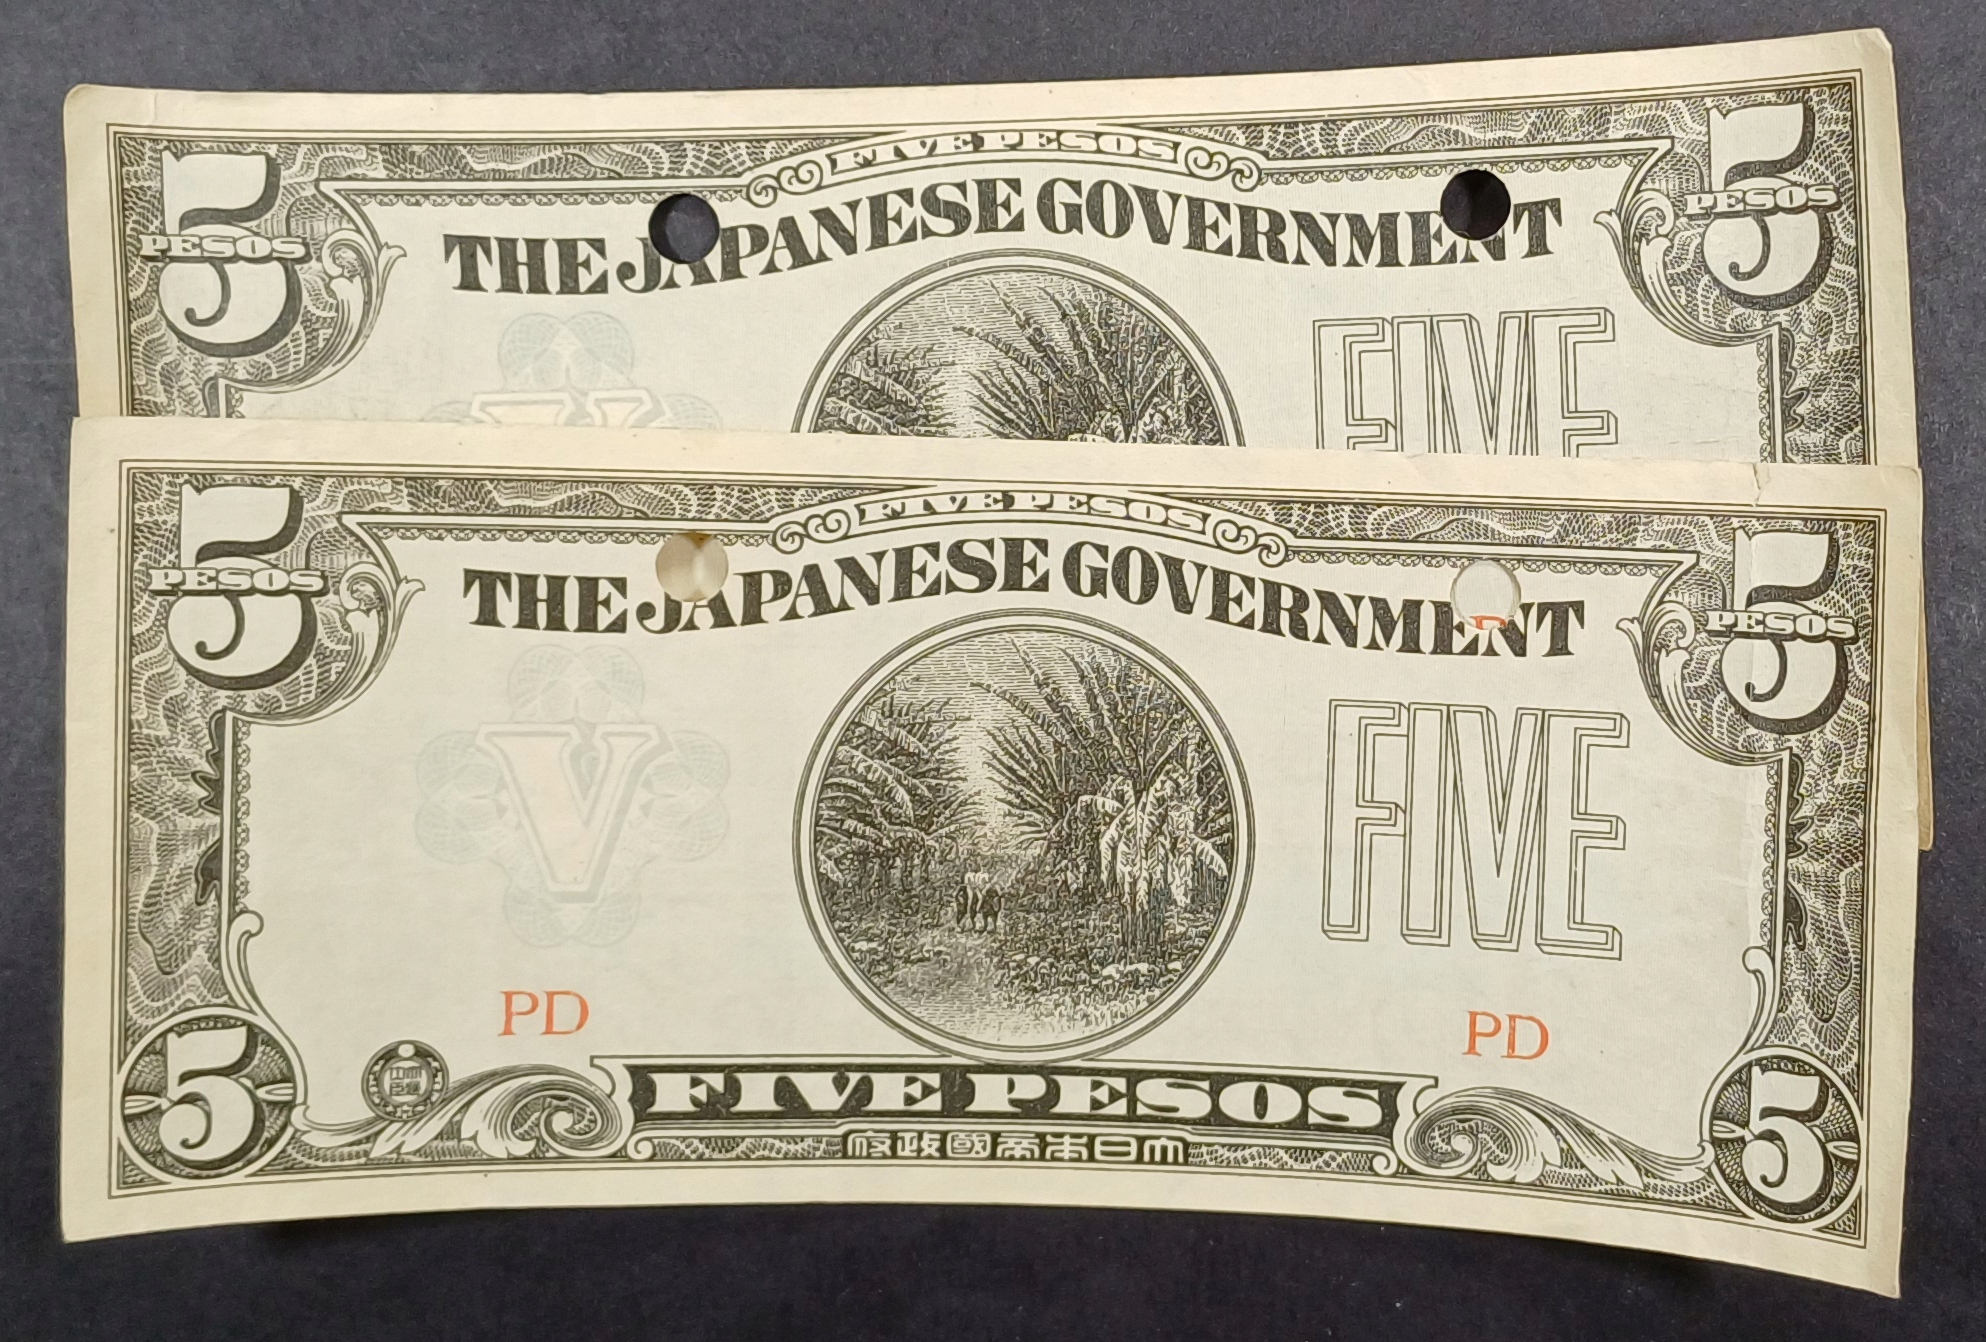 FIVE PESOS
5 PESOS
5 PESOS
THE JAPANESE GOVERNMENT
V
FIVE
FIVE PESOS
5 PESOS
5 PESOS
THE JAPANESE GOVERNMENT
V
FIVE
PD
PD
5
FIVE PESOS
5
府政國帝本日大